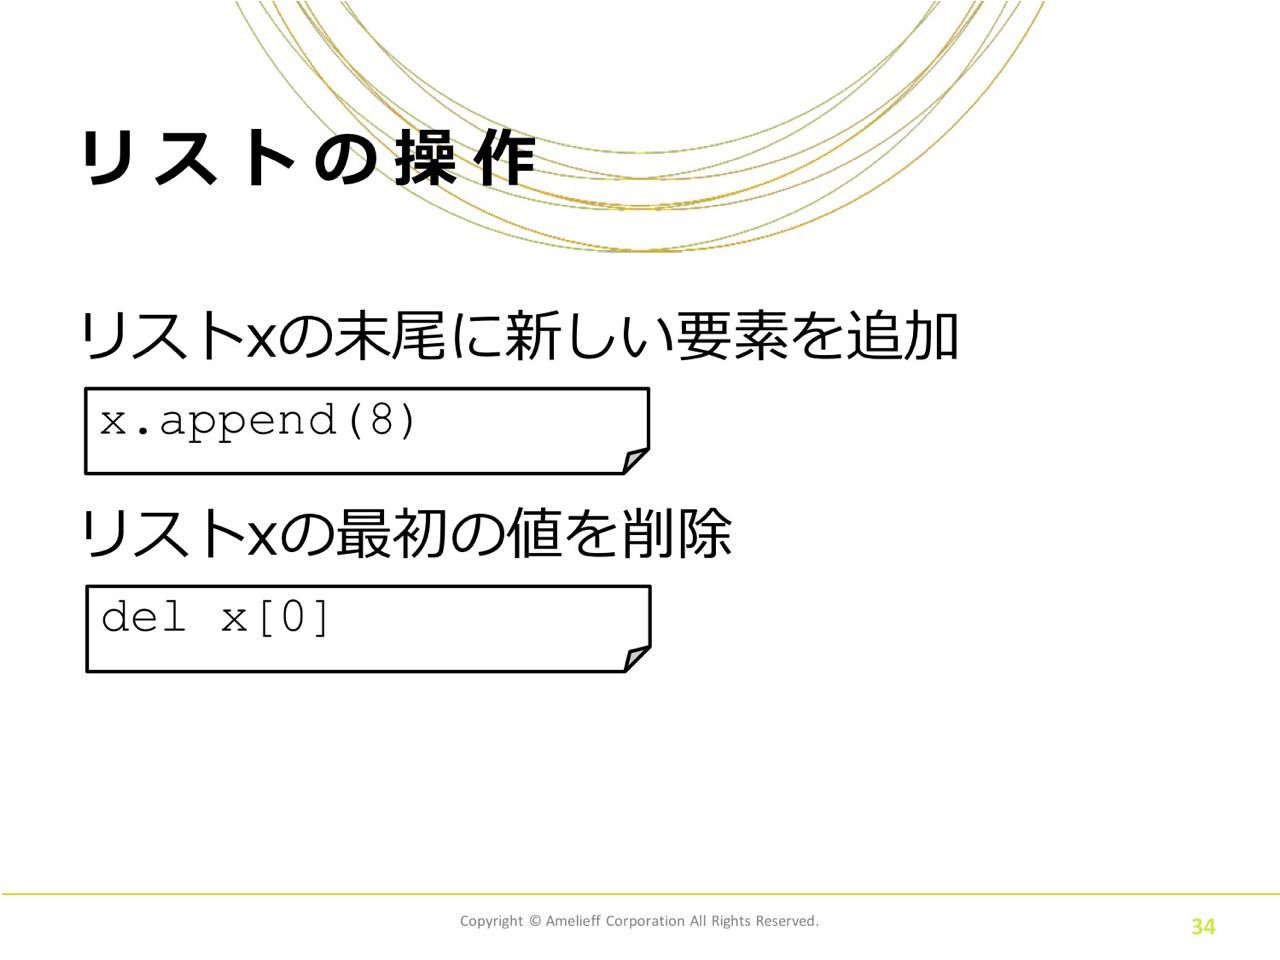 リストの操作
リストxの末尾に新しい要素を追加
x.append(8)
リストxの最初の値を削除
del x[0]
Copyright © Amelieff Corporation All Rights Reserved.
34